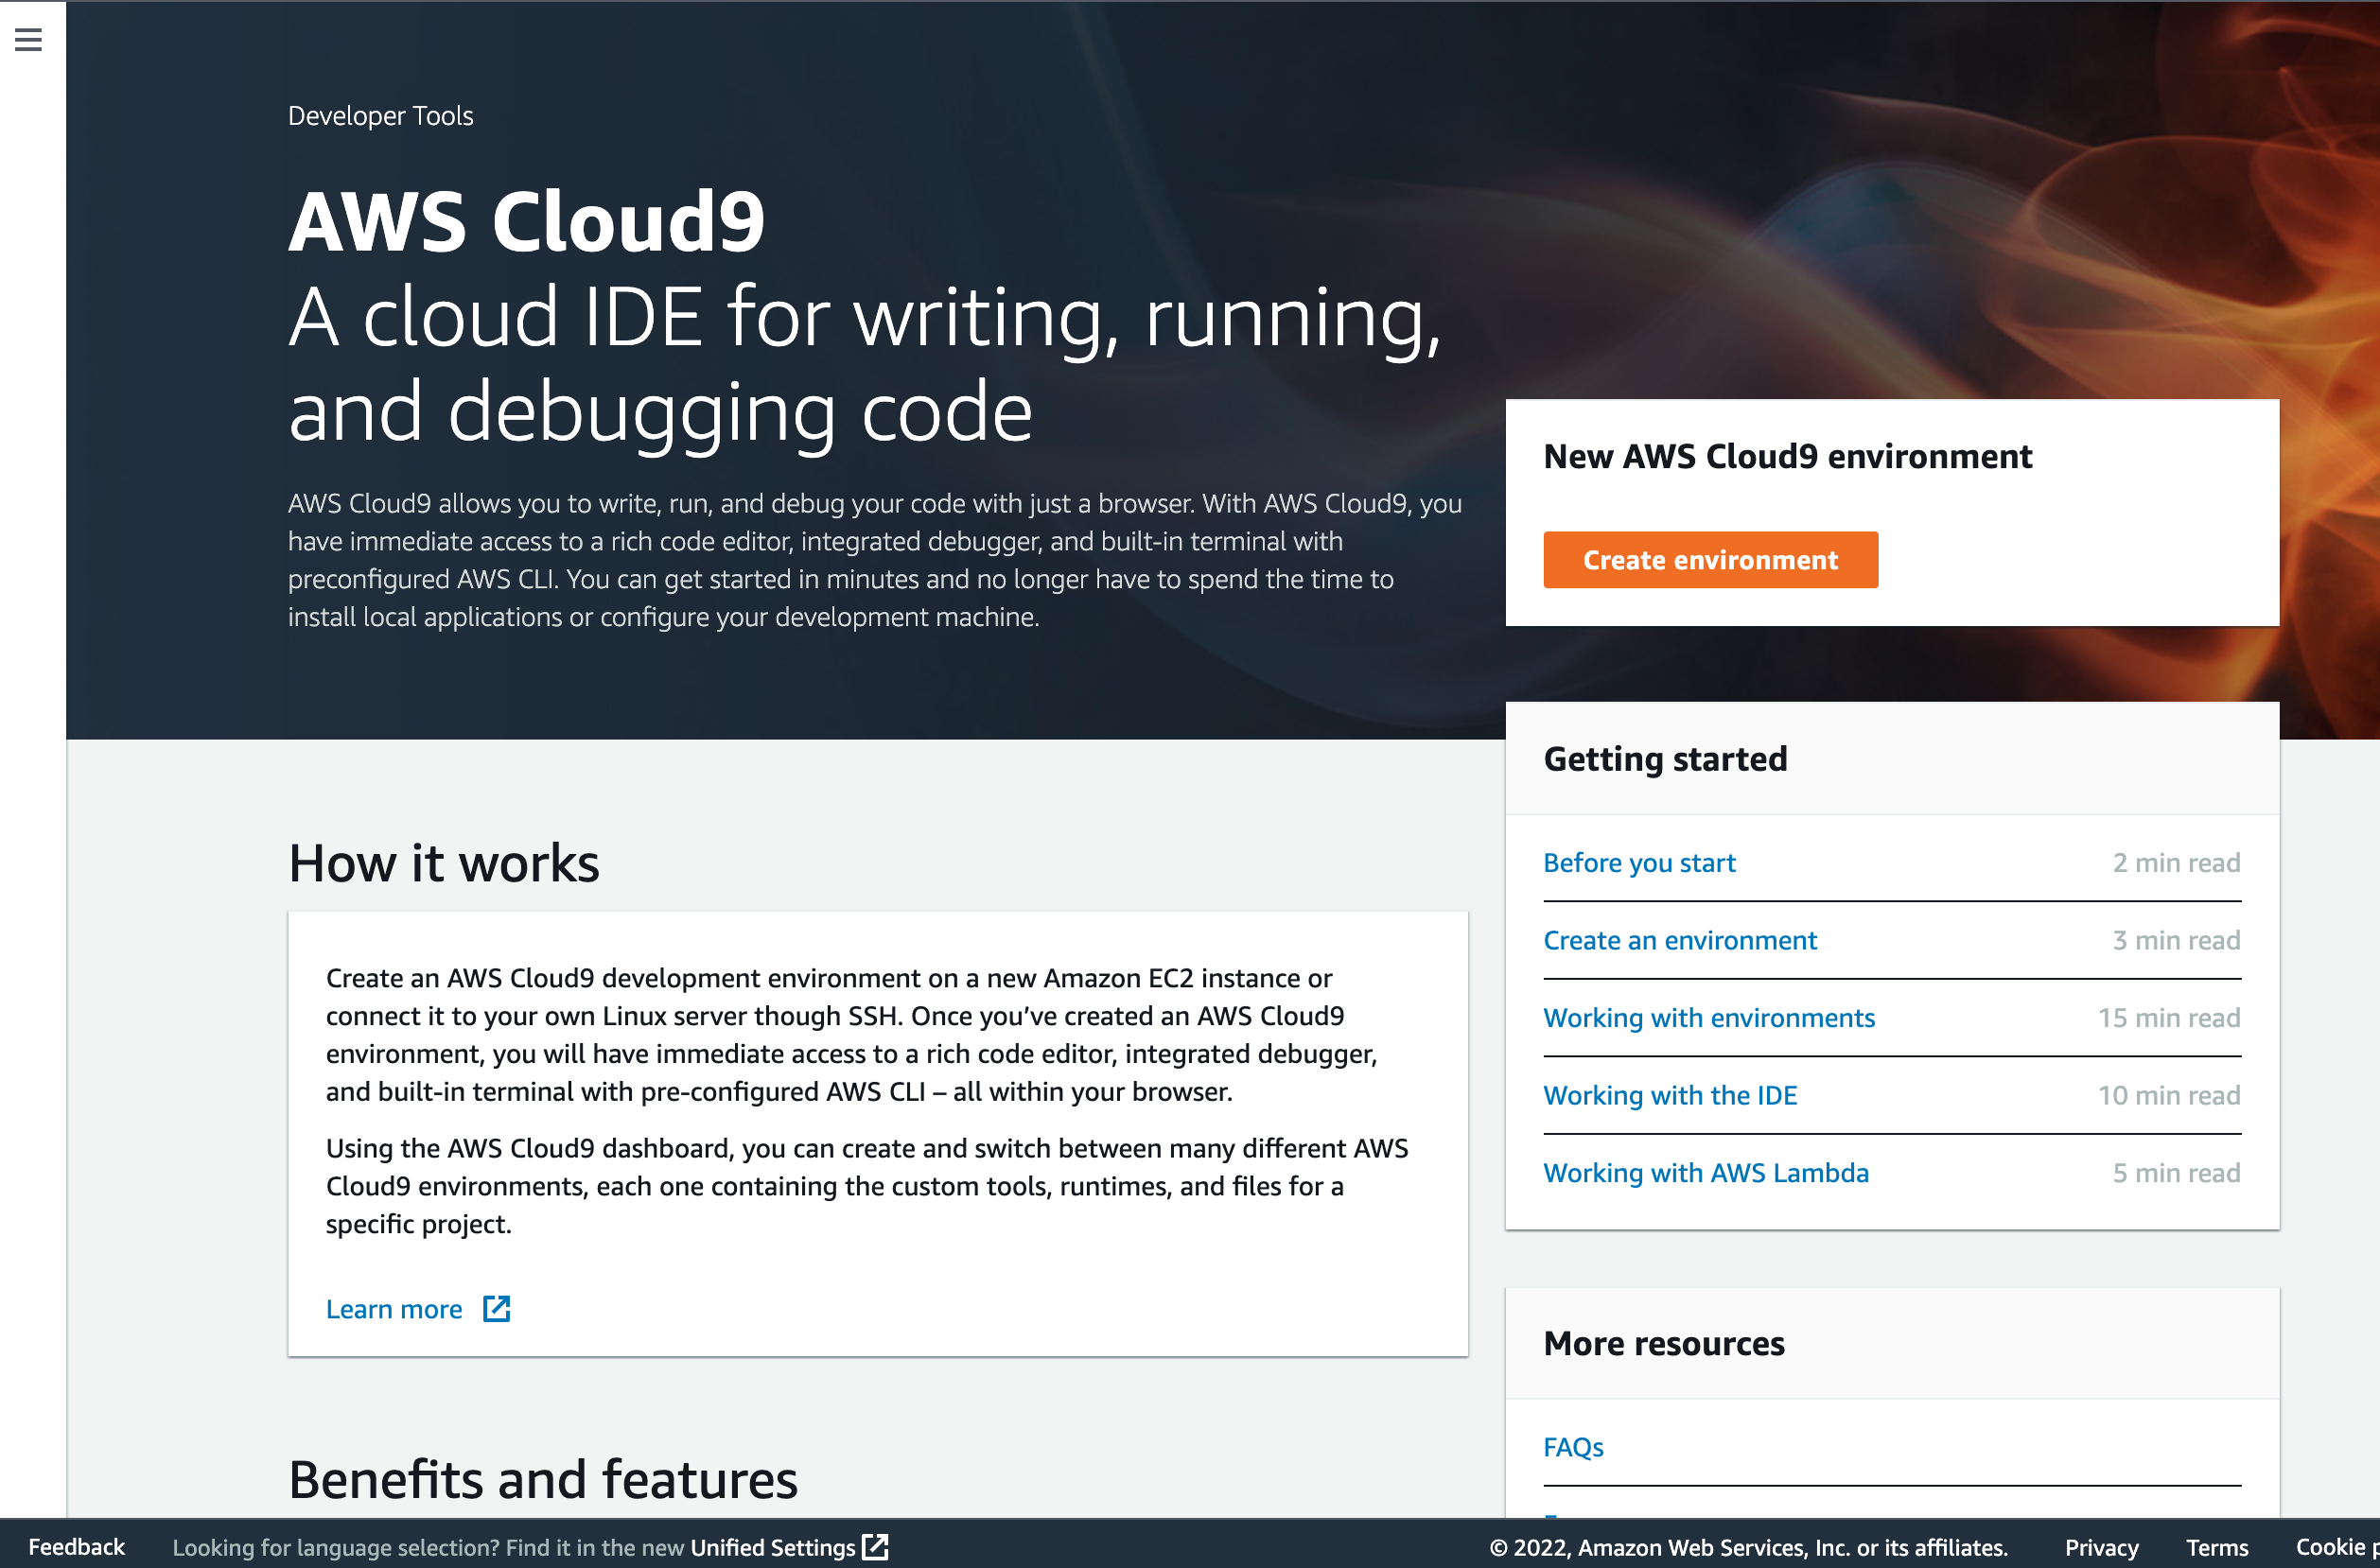 Developer Tools
AWS Cloud9
A cloud IDE for writing, running,
and debugging code
AWS Cloud9 allows you to write, run, and debug your code with just a browser. With AWS Cloud9, you
have immediate access to a rich code editor, integrated debugger, and built-in terminal with
preconfigured AWS CLI. You can get started in minutes and no longer have to spend the time to
install local applications or configure your development machine.
New AWS Cloud9 environment
Create environment
How it works
Create an AWS Cloud9 development environment on a new Amazon EC2 instance or
connect it to your own Linux server though SSH. Once you’ve created an AWS Cloud9
environment, you will have immediate access to a rich code editor, integrated debugger,
and built-in terminal with pre-configured AWS CLI – all within your browser.
Using the AWS Cloud9 dashboard, you can create and switch between many different AWS
Cloud9 environments, each one containing the custom tools, runtimes, and files for a
specific project.
Learn more
Benefits and features
Getting started
Before you start 2 min read
Create an environment 3 min read
Working with environments 15 min read
Working with the IDE 10 min read
Working with AWS Lambda 5 min read
More resources
FAQs
Feedback Looking for language selection? Find it in the new Unified Settings © 2022, Amazon Web Services, Inc. or its affiliates. Privacy Terms Cookie